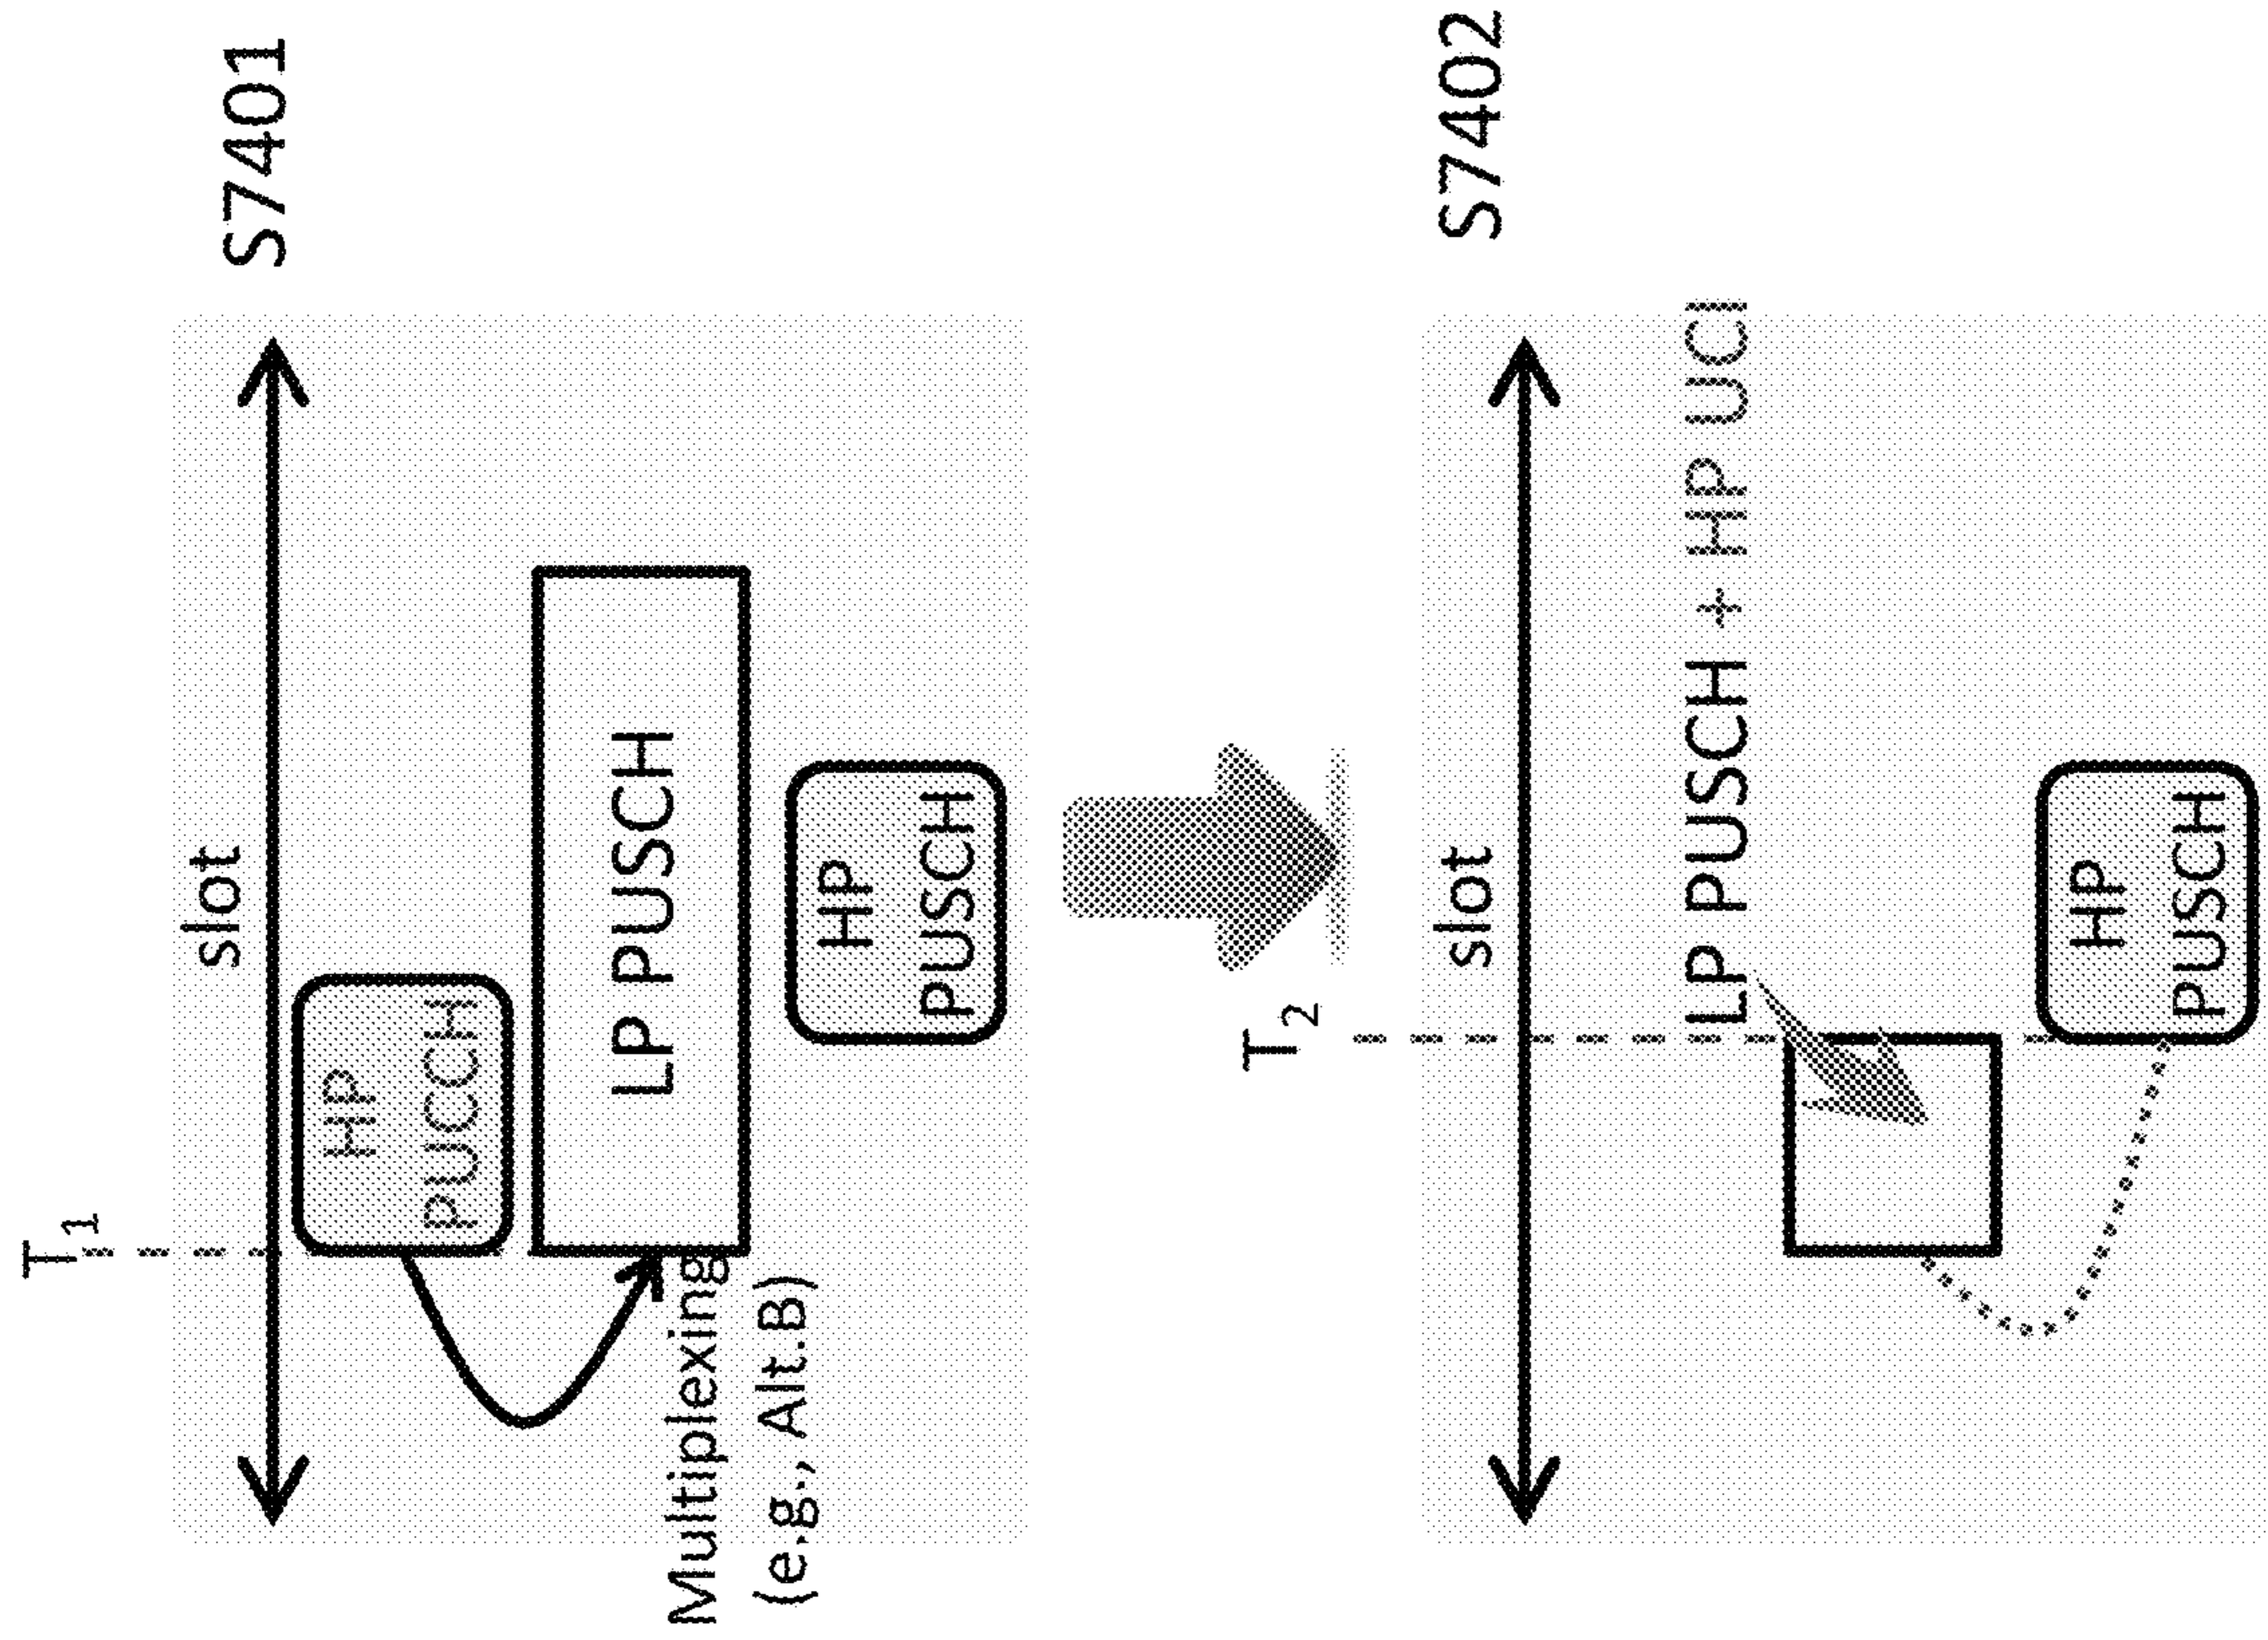 S7401
T1
slot
HP
PUCCH
LP PUSCH
Multiplexing
(e.g., Alt.B)
HP
PUSCH
S7402
T2
slot
LP PUSCH + HP UCI
HP
PUSCH